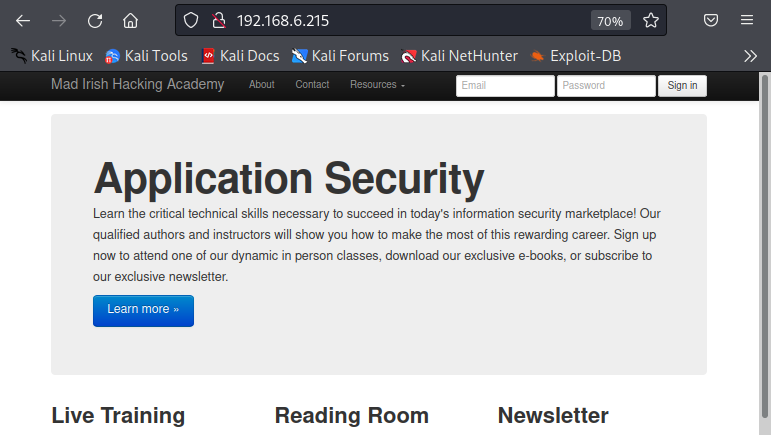 192.168.6.215 70%
Kali Linux Kali Tools Kali Docs Kali Forums Kali NetHunter Exploit-DB
Mad Irish Hacking Academy About Contact Resources Email Password Sign in
Application Security
Learn the critical technical skills necessary to succeed in today's information security marketplace! Our
qualified authors and instructors will show you how to make the most of this rewarding career. Sign up
now to attend one of our dynamic in person classes, download our exclusive e-books, or subscribe to
our exclusive newsletter.
Learn more »
Live Training Reading Room Newsletter